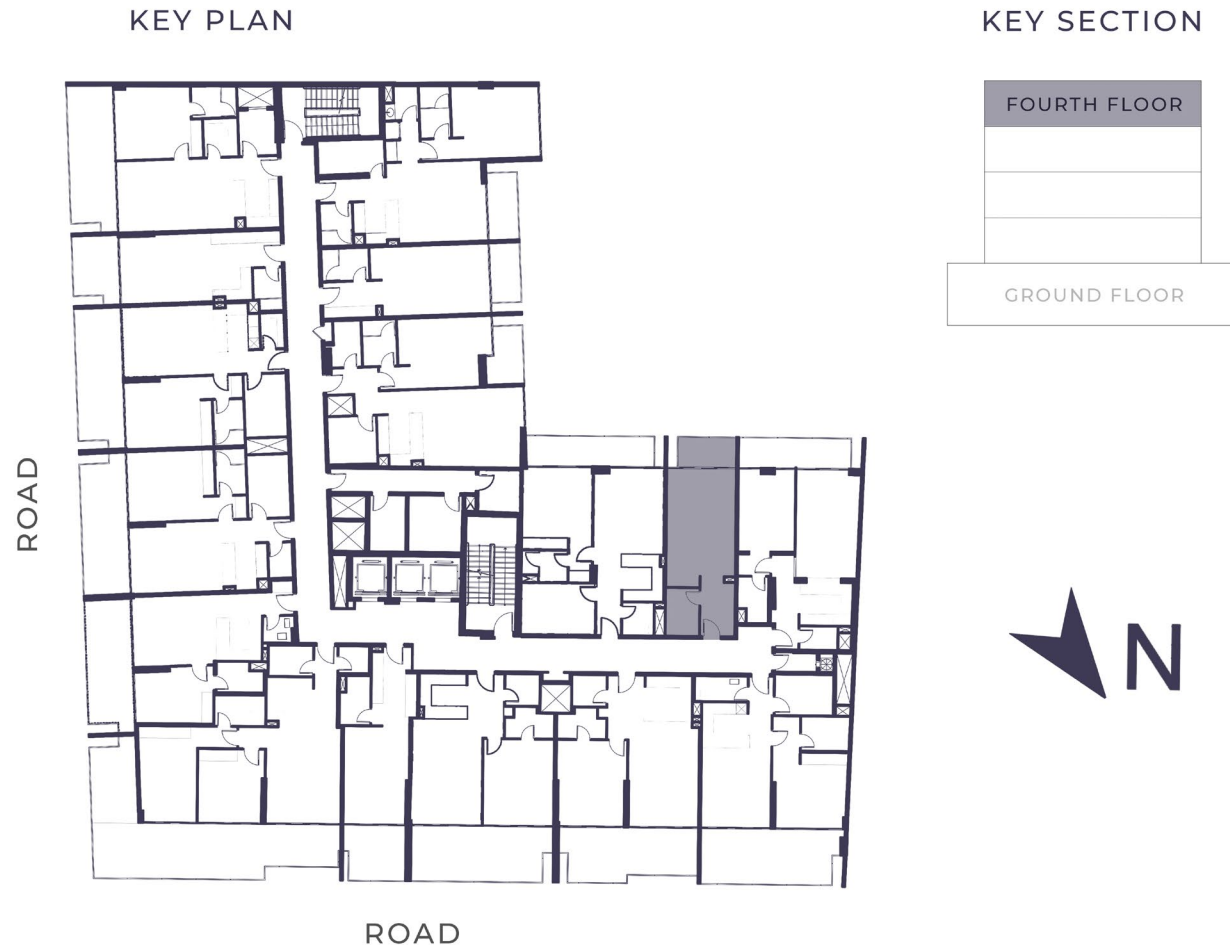 KEY PLAN
KEY SECTION
FOURTH FLOOR
GROUND FLOOR
ROAD
N
ROAD